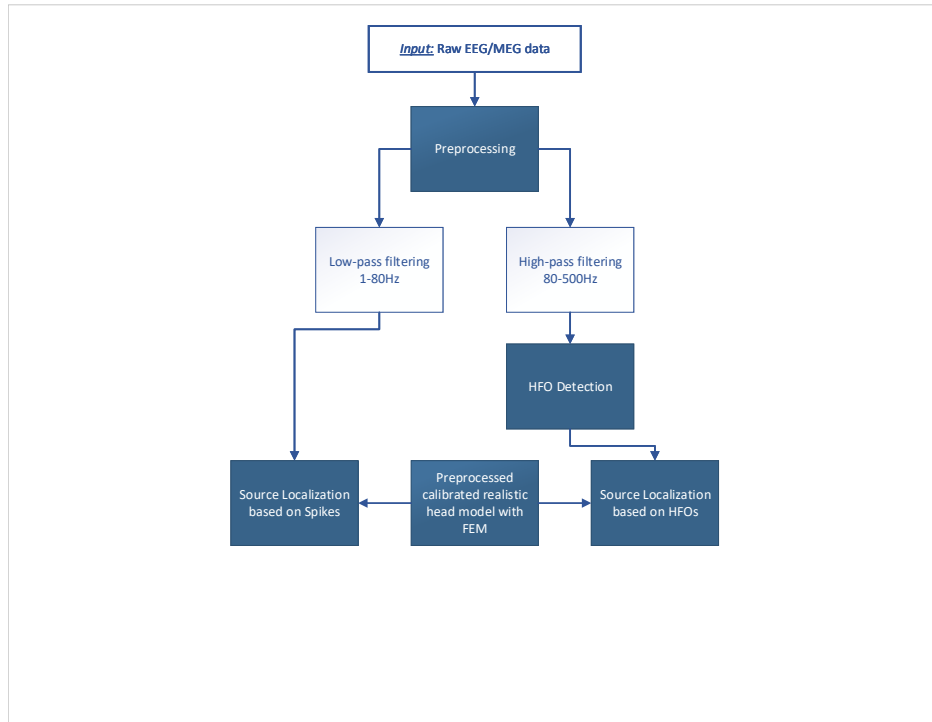 Input: Raw EEG/MEG data
Preprocessing
Low-pass filtering
1-80Hz
High-pass filtering
80-500Hz
HFO Detection
Source Localization
based on Spikes
Preprocessed
calibrated realistic
head model with
FEM
Source Localization
based on HFOs